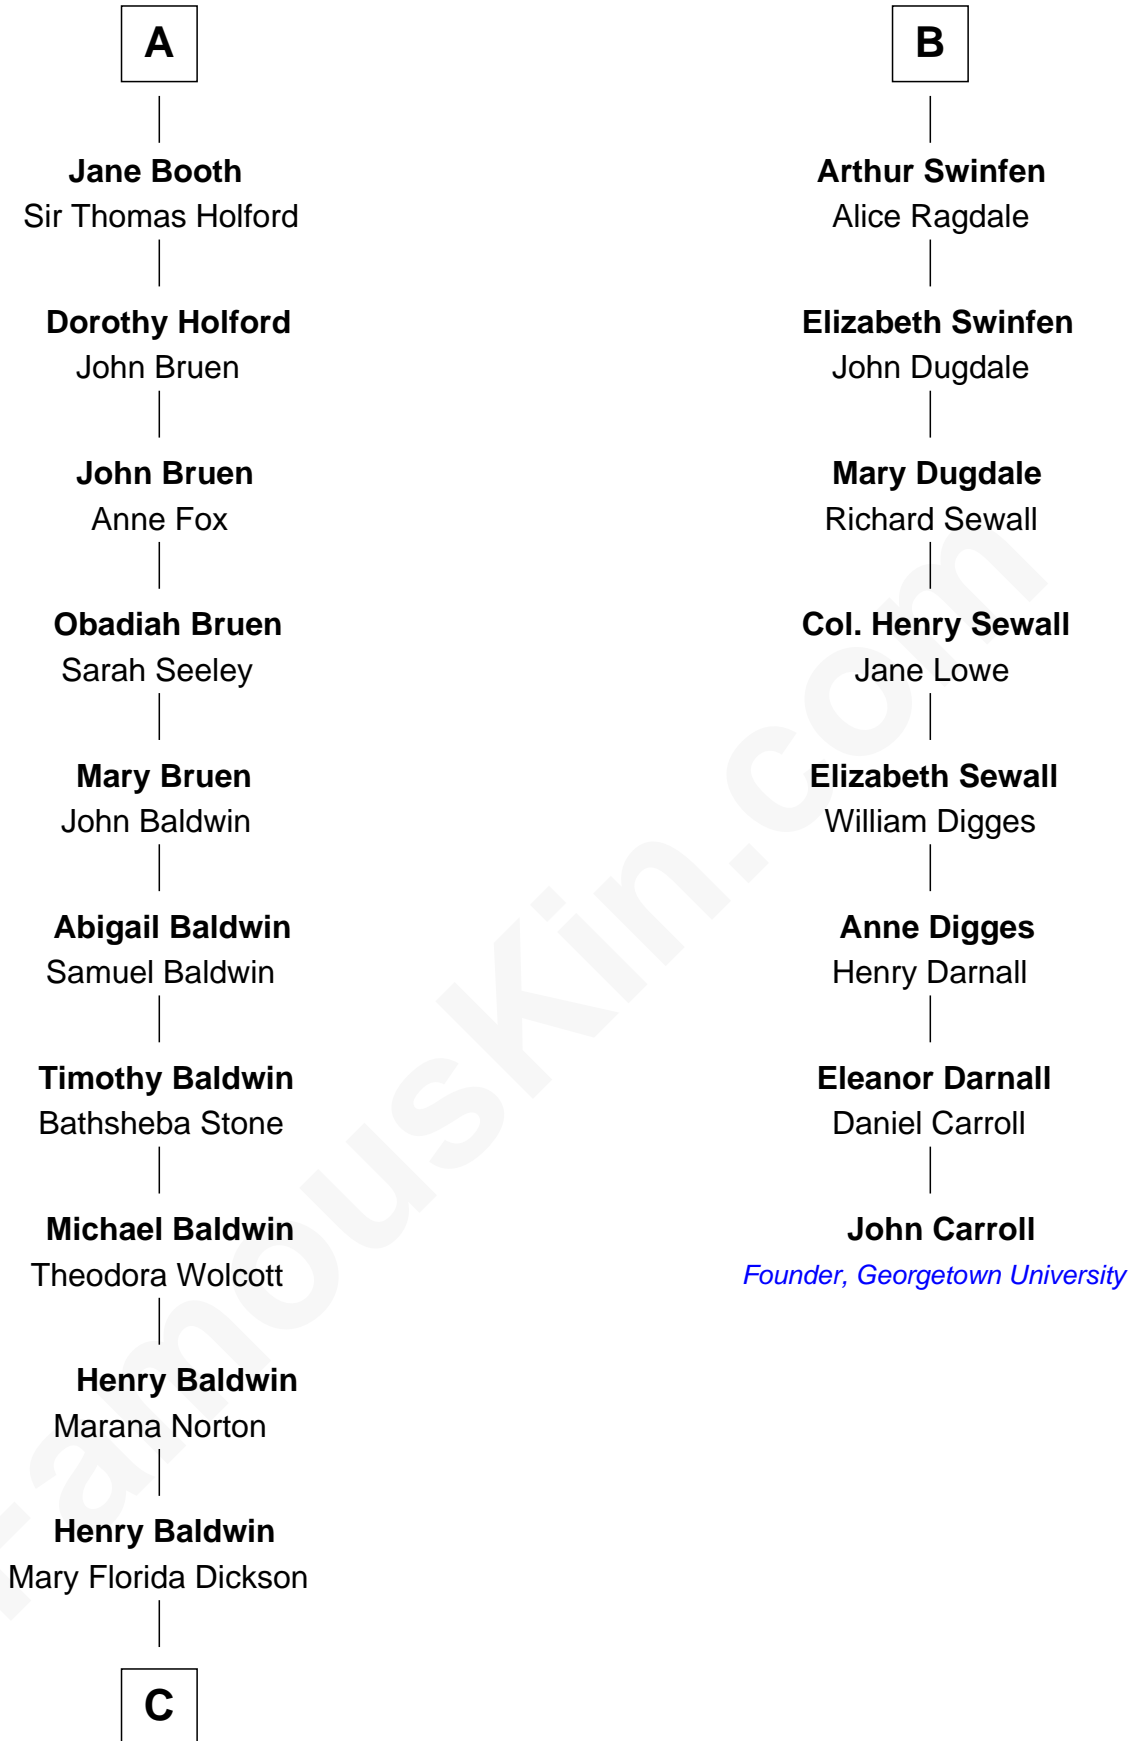 A
Jane Booth
Sir Thomas Holford
Dorothy Holford
John Bruen
John Bruen
Anne Fox
Obadiah Bruen
Sarah Seeley
Mary Bruen
John Baldwin
Abigail Baldwin
Samuel Baldwin
Timothy Baldwin
Bathsheba Stone
Michael Baldwin
Theodora Wolcott
Henry Baldwin
Marana Norton
Henry Baldwin
Mary Florida Dickson
C
B
Arthur Swinfen
Alice Ragdale
Elizabeth Swinfen
John Dugdale
Mary Dugdale
Richard Sewall
Col. Henry Sewall
Jane Lowe
Elizabeth Sewall
William Digges
Anne Digges
Henry Darnall
Eleanor Darnall
Daniel Carroll
John Carroll
Founder, Georgetown University
FamousKin.com